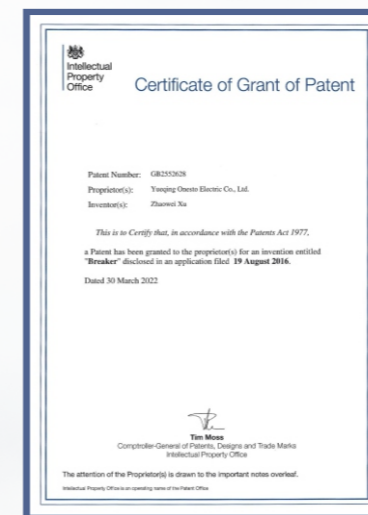 Intellectual
Property
Office
Certificate of Grant of Patent
Patent Number: GB2552628
Proprietor(s): Yueqing Onesto Electric Co., Ltd.
Inventor(s): Zhaowei Xu
This is to Certify that, in accordance with the Patents Act 1977,
a Patent has been granted to the proprietor(s) for an invention entitled
"Breaker" disclosed in an application filed 19 August 2016.
Dated 30 March 2022
Tim Moss
Comptroller-General of Patents, Designs and Trade Marks
Intellectual Property Office
The attention of the Proprietor(s) is drawn to the important notes overleaf.
Intellectual Property Office is an operating name of the Patent Office